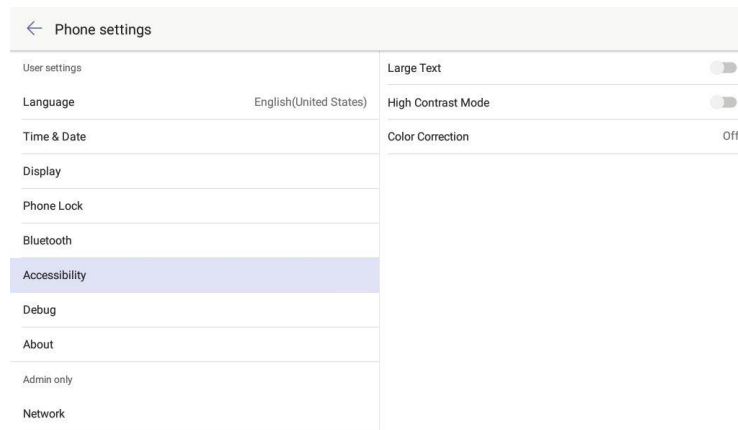 Phone settings
User settings
Language English(United States)
Time & Date
Display
Phone Lock
Bluetooth
Accessibility
Debug
About
Admin only
Network
Large Text
High Contrast Mode
Color Correction Off